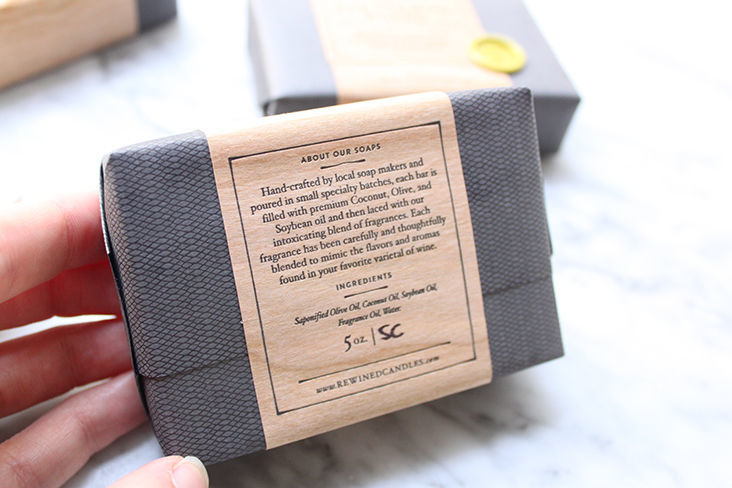 ABOUT OUR SOAPS
Hand-crafted by local soap makers and
poured in small specialty batches, each bar is
filled with premium Coconut, Olive, and
Soybean oil and then laced with our
intoxicating blend of fragrances. Each
fragrance has been carefully and thoughtfully
blended to mimic the flavors and aromas
found in your favorite varietal of wine.
INGREDIENTS
Saponified Olive Oil, Coconut Oil, Soybean Oil,
Fragrance Oil, Water.
5 oz. | SC
www.REWINEDCANDLES.com